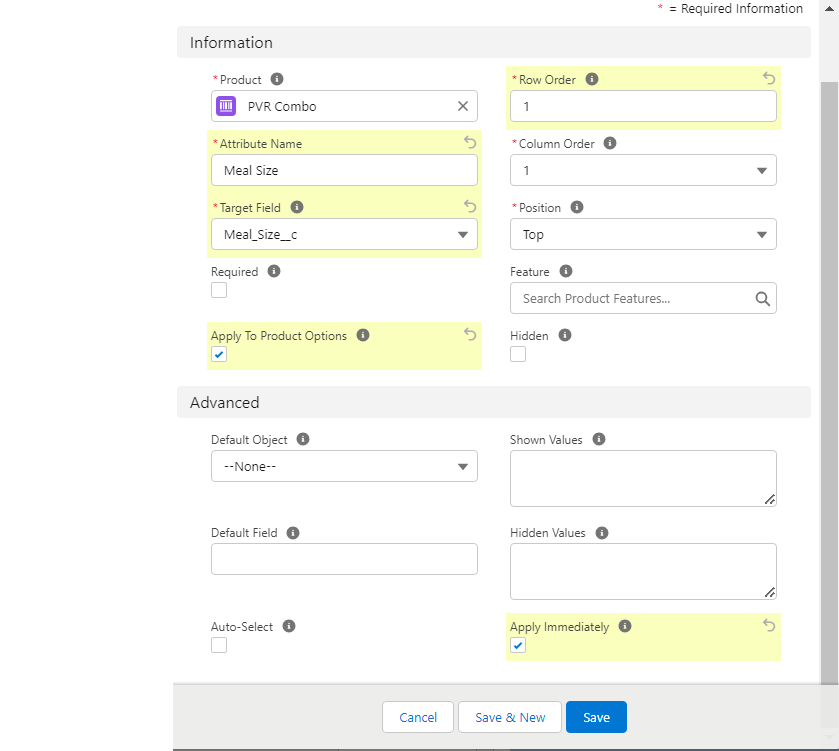 * = Required Information
Information
*Product
PVR Combo
*Row Order
1
*Attribute Name
Meal Size
*Column Order
1
*Target Field
Meal_Size__c
*Position
Top
Required
Feature
Search Product Features...
Apply To Product Options
Hidden
Advanced
Default Object
--None--
Shown Values
Default Field
Hidden Values
Auto-Select
Apply Immediately
Cancel
Save & New
Save